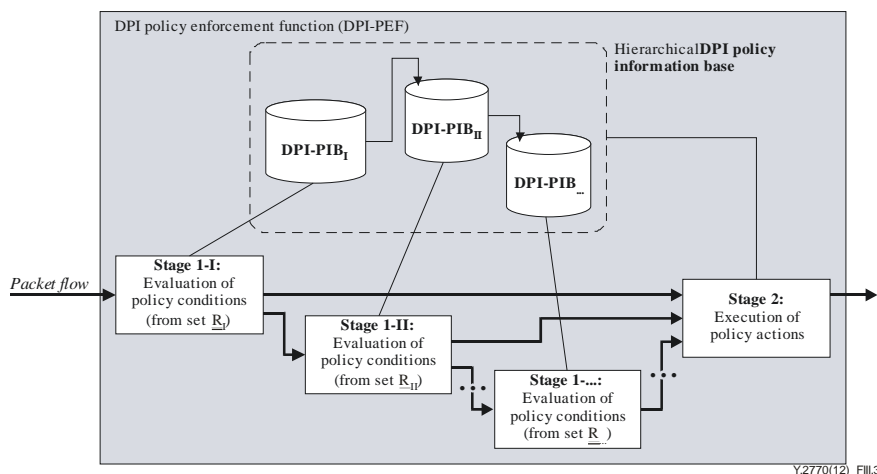 DPI policy enforcement function (DPI-PEF)
HierarchicalDPI policy
information base
DPI-PIB_I
DPI-PIB_II
DPI-PIB_...
Packet flow
Stage 1-I:
Evaluation of
policy conditions
(from set R_I)
Stage 1-II:
Evaluation of
policy conditions
(from set R_II)
Stage 1-...:
Evaluation of
policy conditions
(from set R_...)
Stage 2:
Execution of
policy actions
Y.2770(12)_FIII.3